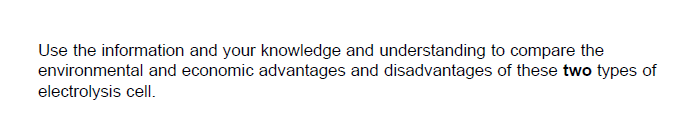 Use the information and your knowledge and understanding to compare the
environmental and economic advantages and disadvantages of these two types of
electrolysis cell.